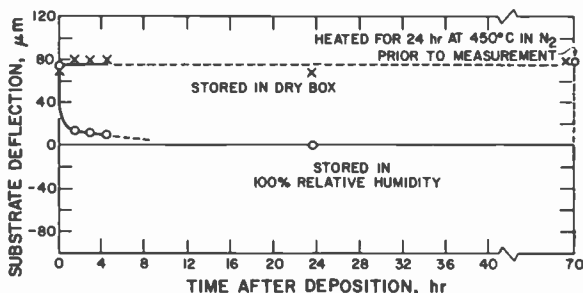 SUBSTRATE DEFLECTION, μm
120
80
40
0
-40
-80
HEATED FOR 24 hr AT 450°C IN N2
PRIOR TO MEASUREMENT
STORED IN DRY BOX
STORED IN
100% RELATIVE HUMIDITY
0 4 8 12 16 20 24 28 32 36 40 70
TIME AFTER DEPOSITION, hr